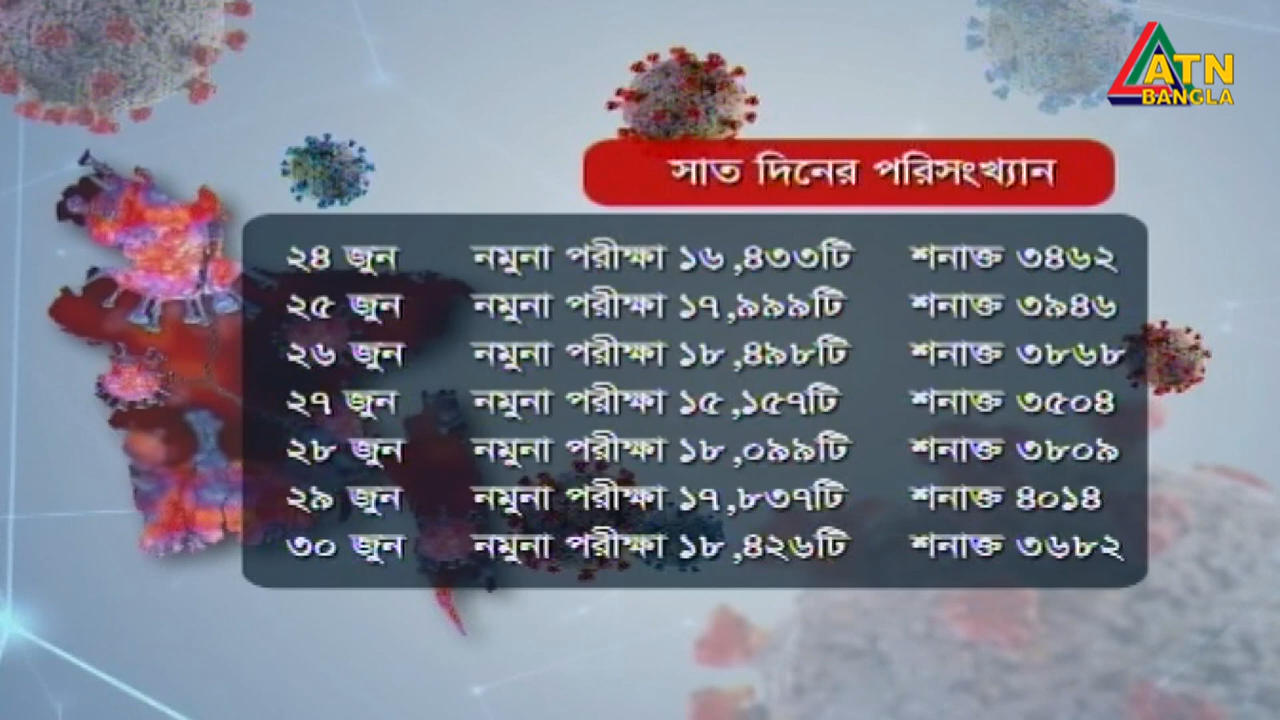 ATN
BANGLA
সাত দিনের পরিসংখ্যান
২৪ জুন নমুনা পরীক্ষা ১৬,৪৩৩টি শনাক্ত ৩৪৬২
২৫ জুন নমুনা পরীক্ষা ১৭,৯৯৯টি শনাক্ত ৩৯৪৬
২৬ জুন নমুনা পরীক্ষা ১৮,৪৯৮টি শনাক্ত ৩৮৬৮
২৭ জুন নমুনা পরীক্ষা ১৫,১৫৭টি শনাক্ত ৩৫০৪
২৮ জুন নমুনা পরীক্ষা ১৮,০৯৯টি শনাক্ত ৩৮০৯
২৯ জুন নমুনা পরীক্ষা ১৭,৮৩৭টি শনাক্ত ৪০১৪
৩০ জুন নমুনা পরীক্ষা ১৮,৪২৬টি শনাক্ত ৩৬৮২